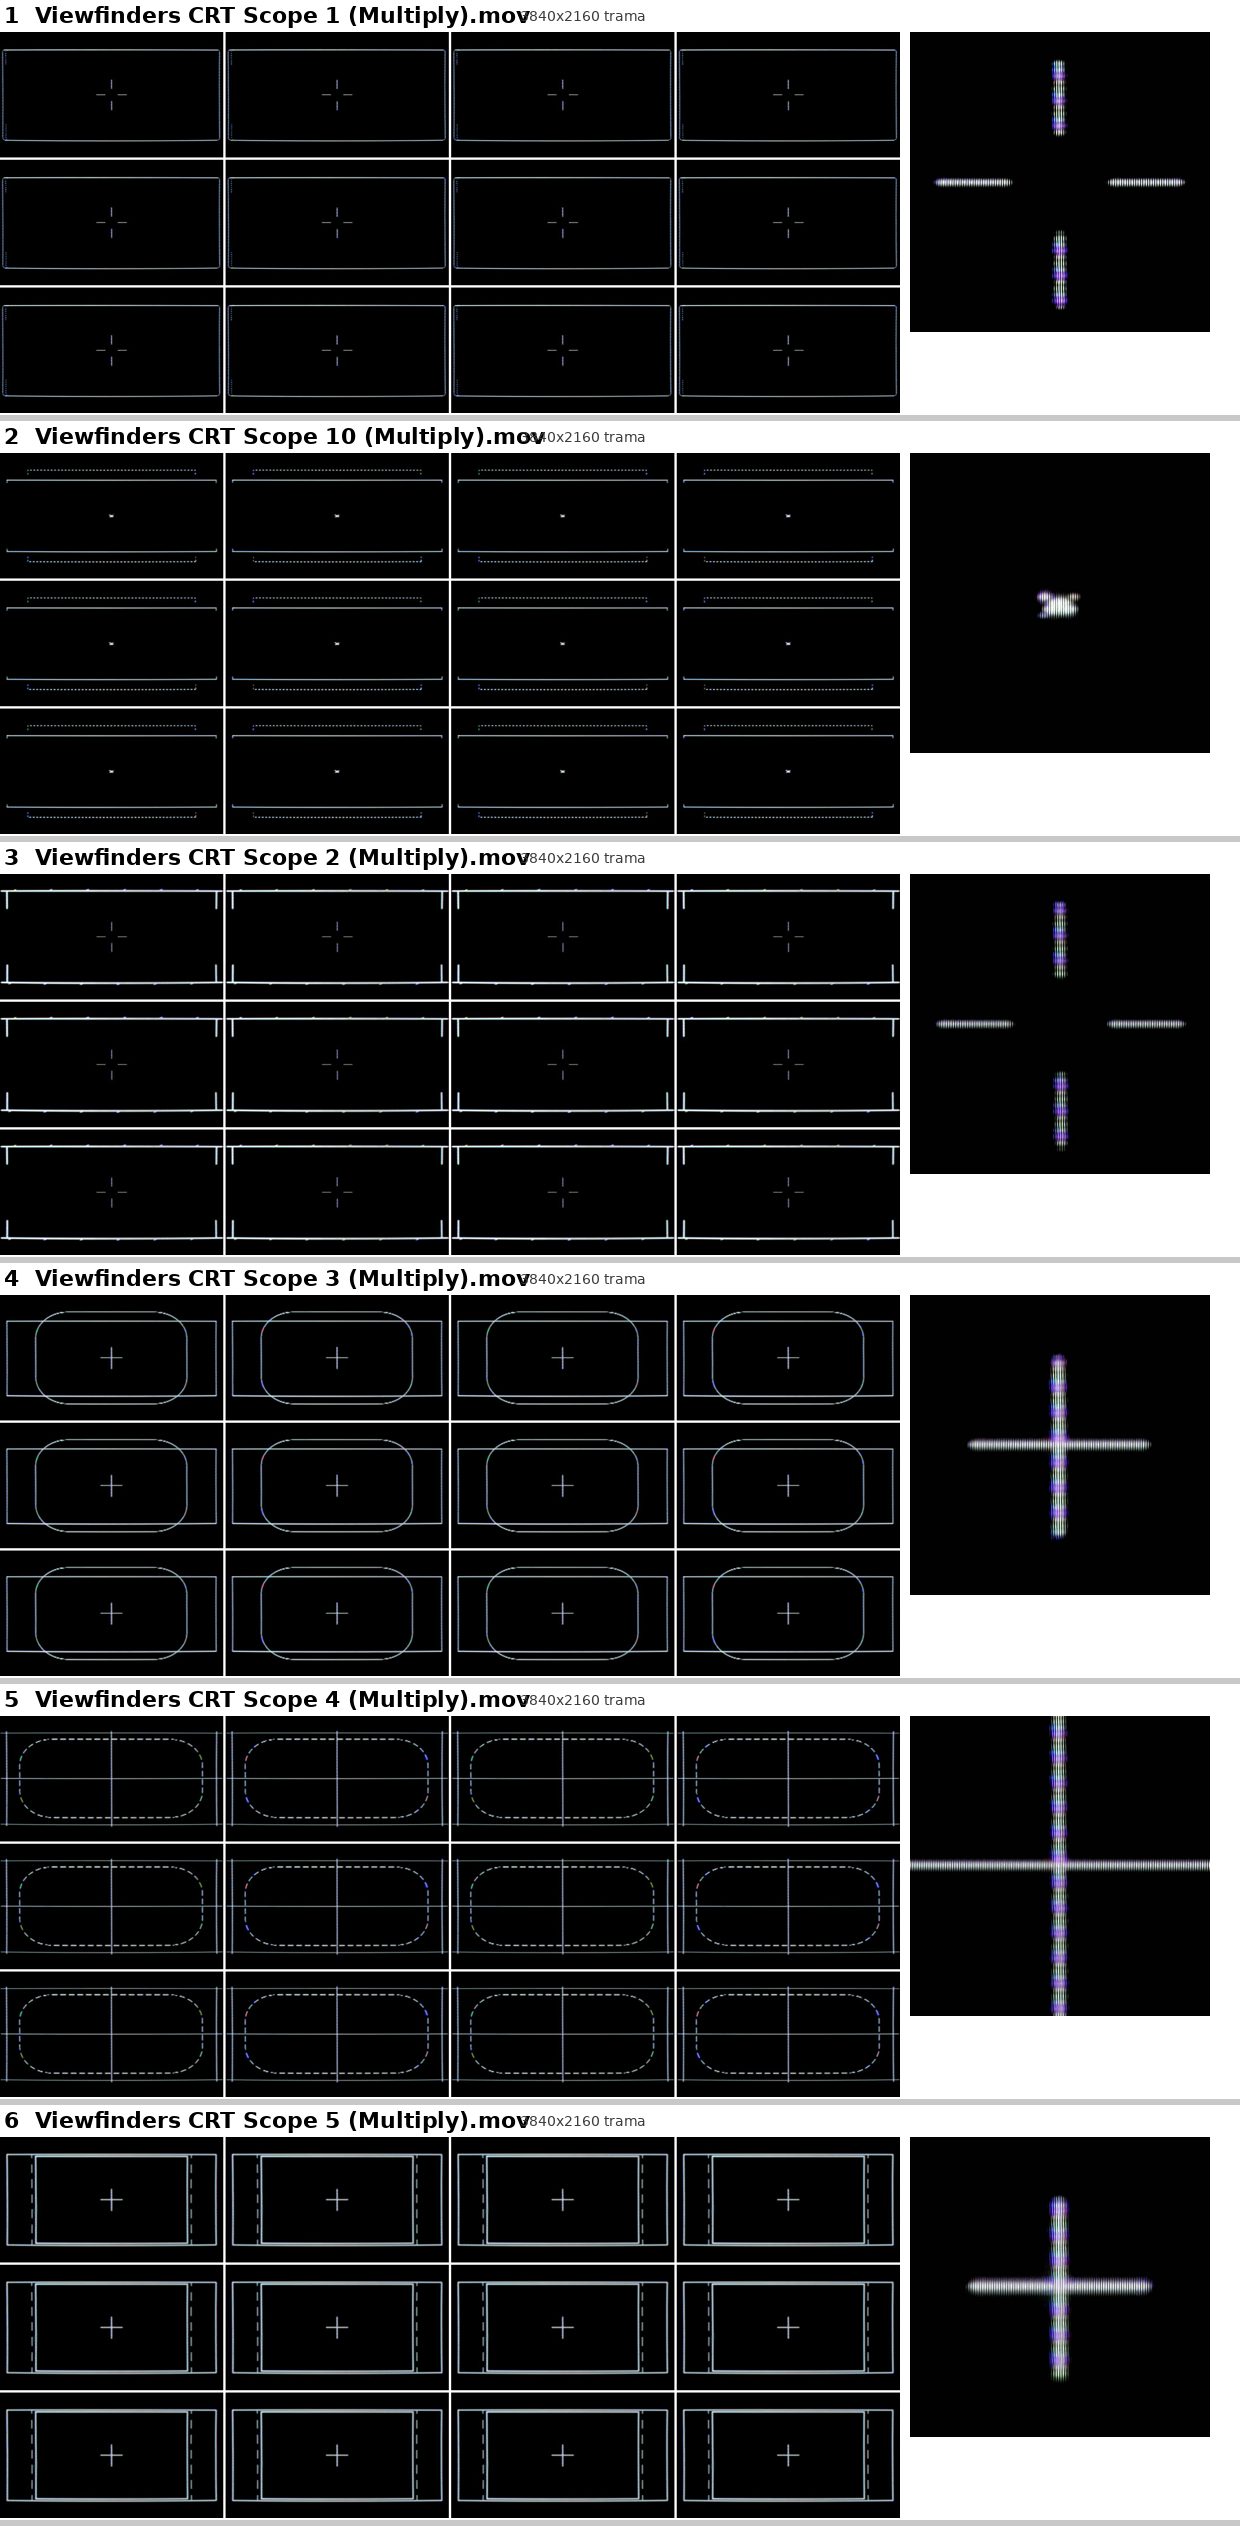 1 Viewfinders CRT Scope 1 (Multiply).mov 3840x2160 trama
2 Viewfinders CRT Scope 10 (Multiply).mov 3840x2160 trama
3 Viewfinders CRT Scope 2 (Multiply).mov 3840x2160 trama
4 Viewfinders CRT Scope 3 (Multiply).mov 3840x2160 trama
5 Viewfinders CRT Scope 4 (Multiply).mov 3840x2160 trama
6 Viewfinders CRT Scope 5 (Multiply).mov 3840x2160 trama